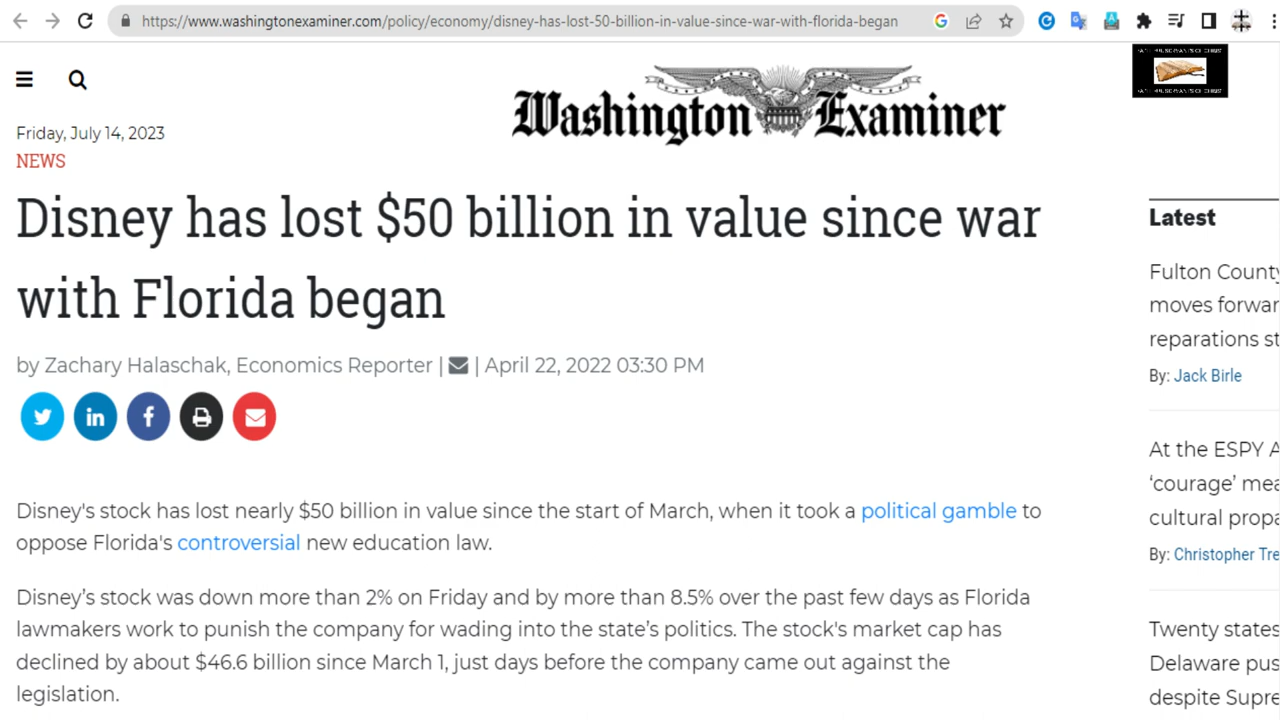 https://www.washingtonexaminer.com/policy/economy/disney-has-lost-50-billion-in-value-since-war-with-florida-began
Washington Examiner
Friday, July 14, 2023
NEWS
Disney has lost $50 billion in value since war
with Florida began
by Zachary Halaschak, Economics Reporter | | April 22, 2022 03:30 PM
Disney's stock has lost nearly $50 billion in value since the start of March, when it took a political gamble to
oppose Florida's controversial new education law.
Disney’s stock was down more than 2% on Friday and by more than 8.5% over the past few days as Florida
lawmakers work to punish the company for wading into the state’s politics. The stock's market cap has
declined by about $46.6 billion since March 1, just days before the company came out against the
legislation.
Latest
Fulton County
moves forwar
reparations st
By: Jack Birle
At the ESPY A
‘courage’ mea
cultural propa
By: Christopher Tre
Twenty states
Delaware pus
despite Supre